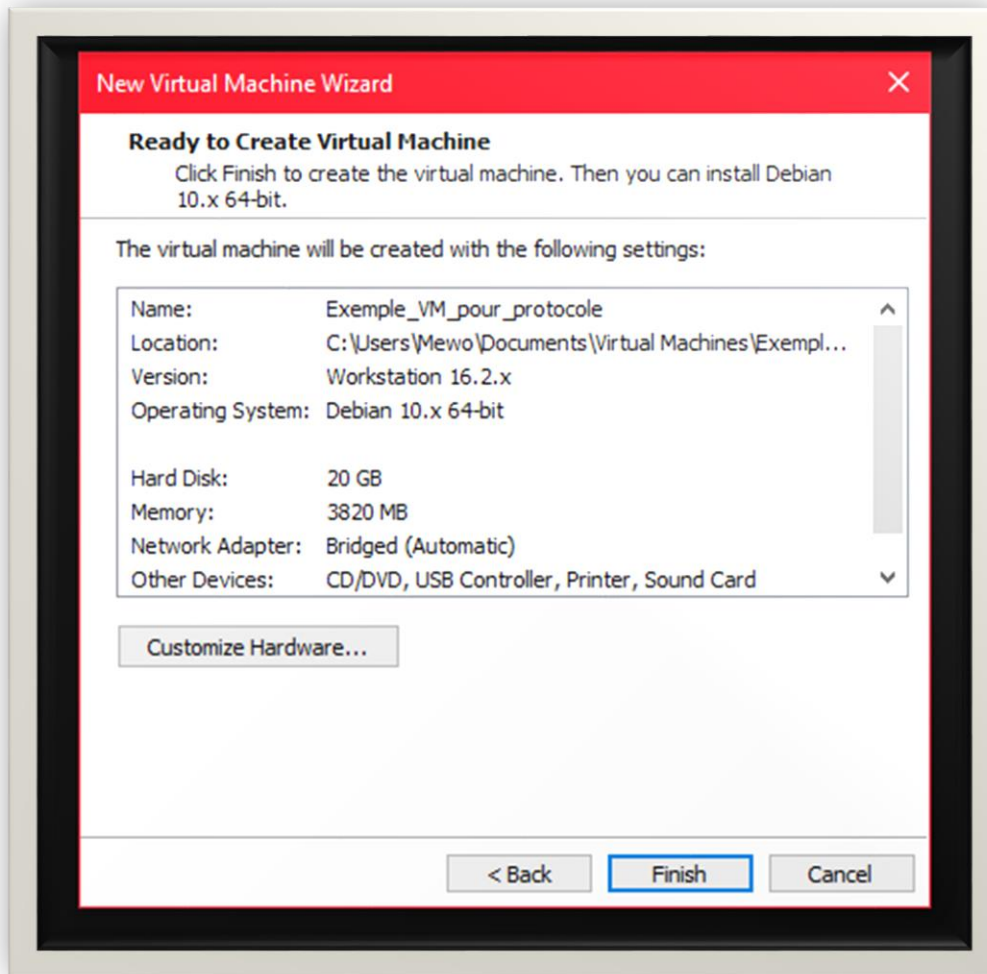 New Virtual Machine Wizard
Ready to Create Virtual Machine
Click Finish to create the virtual machine. Then you can install Debian
10.x 64-bit.
The virtual machine will be created with the following settings:
Name: Exemple_VM_pour_protocole
Location: C:\Users\Mewo\Documents\Virtual Machines\Exempl...
Version: Workstation 16.2.x
Operating System: Debian 10.x 64-bit
Hard Disk: 20 GB
Memory: 3820 MB
Network Adapter: Bridged (Automatic)
Other Devices: CD/DVD, USB Controller, Printer, Sound Card
Customize Hardware...
< Back Finish Cancel